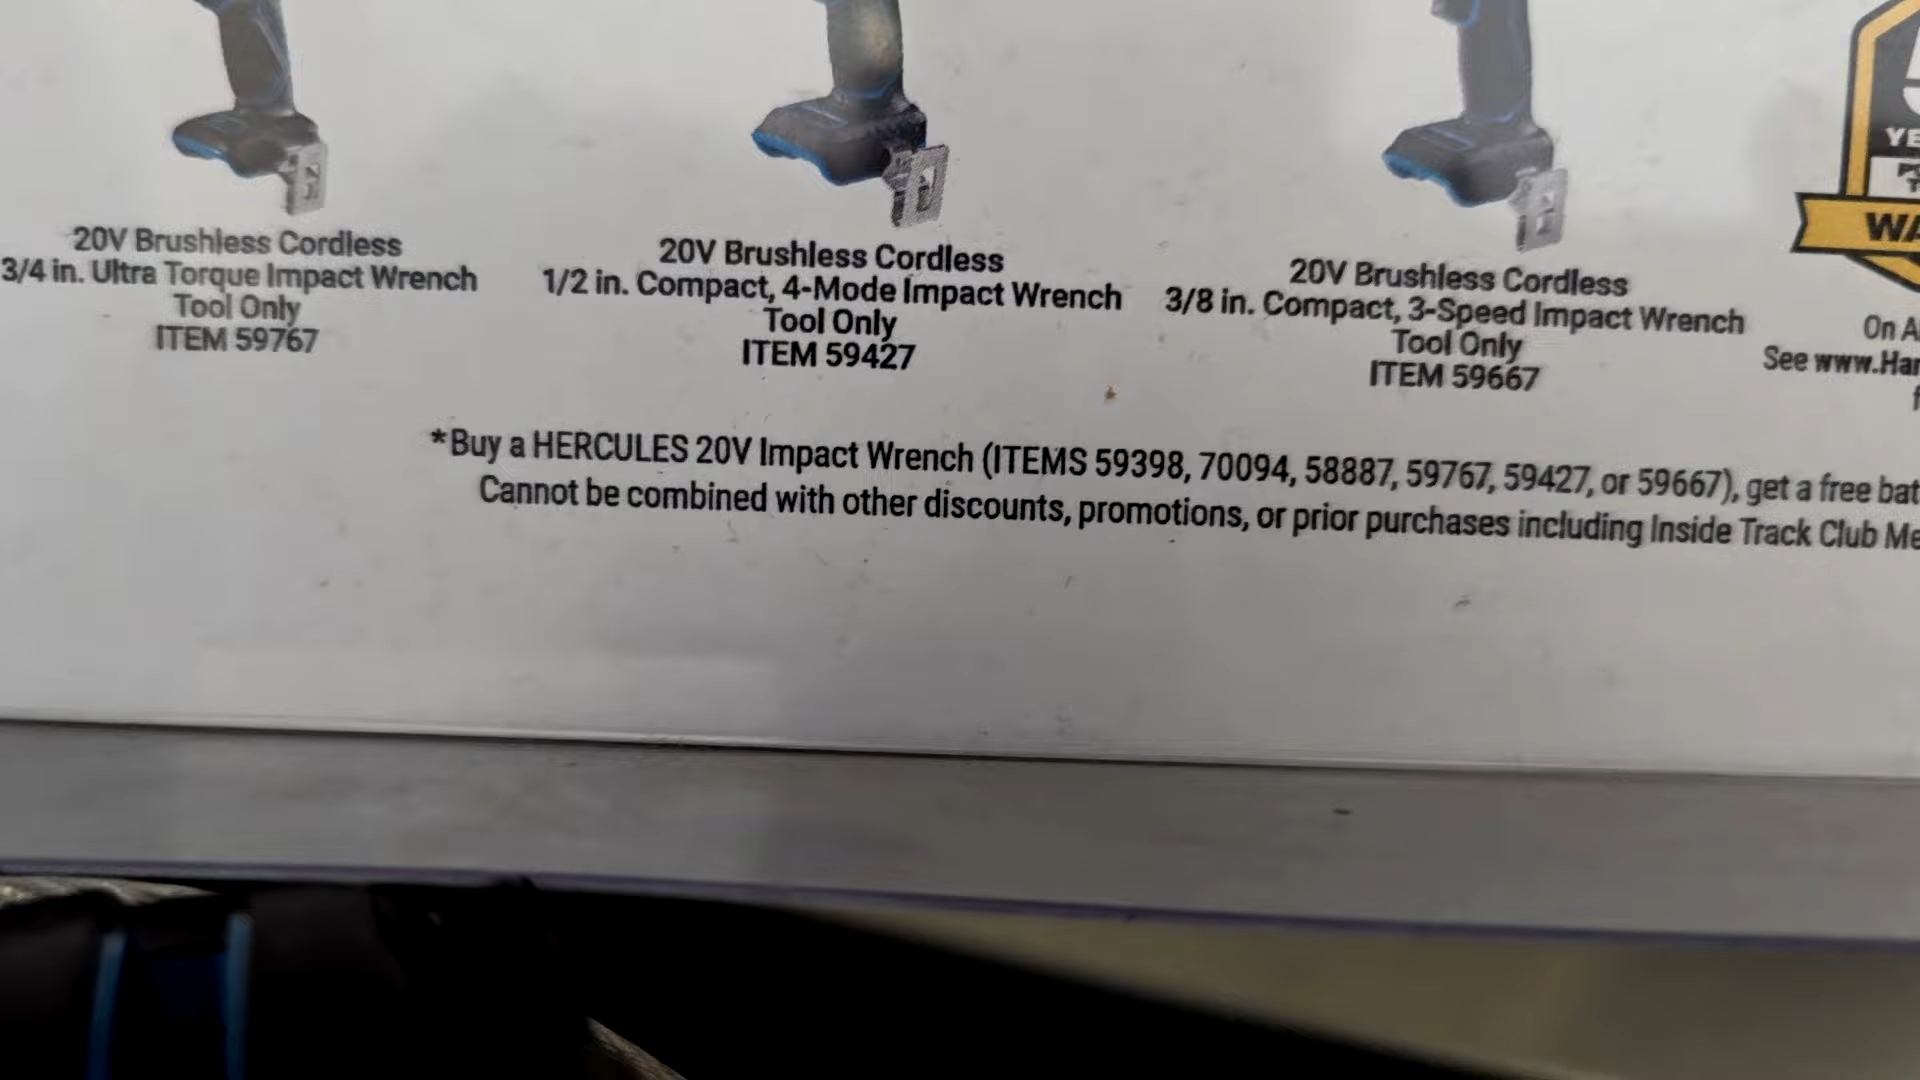 20V Brushless Cordless
3/4 in. Ultra Torque Impact Wrench
Tool Only
ITEM 59767
20V Brushless Cordless
1/2 in. Compact, 4-Mode Impact Wrench
Tool Only
ITEM 59427
20V Brushless Cordless
3/8 in. Compact, 3-Speed Impact Wrench
Tool Only
ITEM 59667
YE
WA
On A
See www.Har
*Buy a HERCULES 20V Impact Wrench (ITEMS 59398, 70094, 58887, 59767, 59427, or 59667), get a free bat
Cannot be combined with other discounts, promotions, or prior purchases including Inside Track Club Me